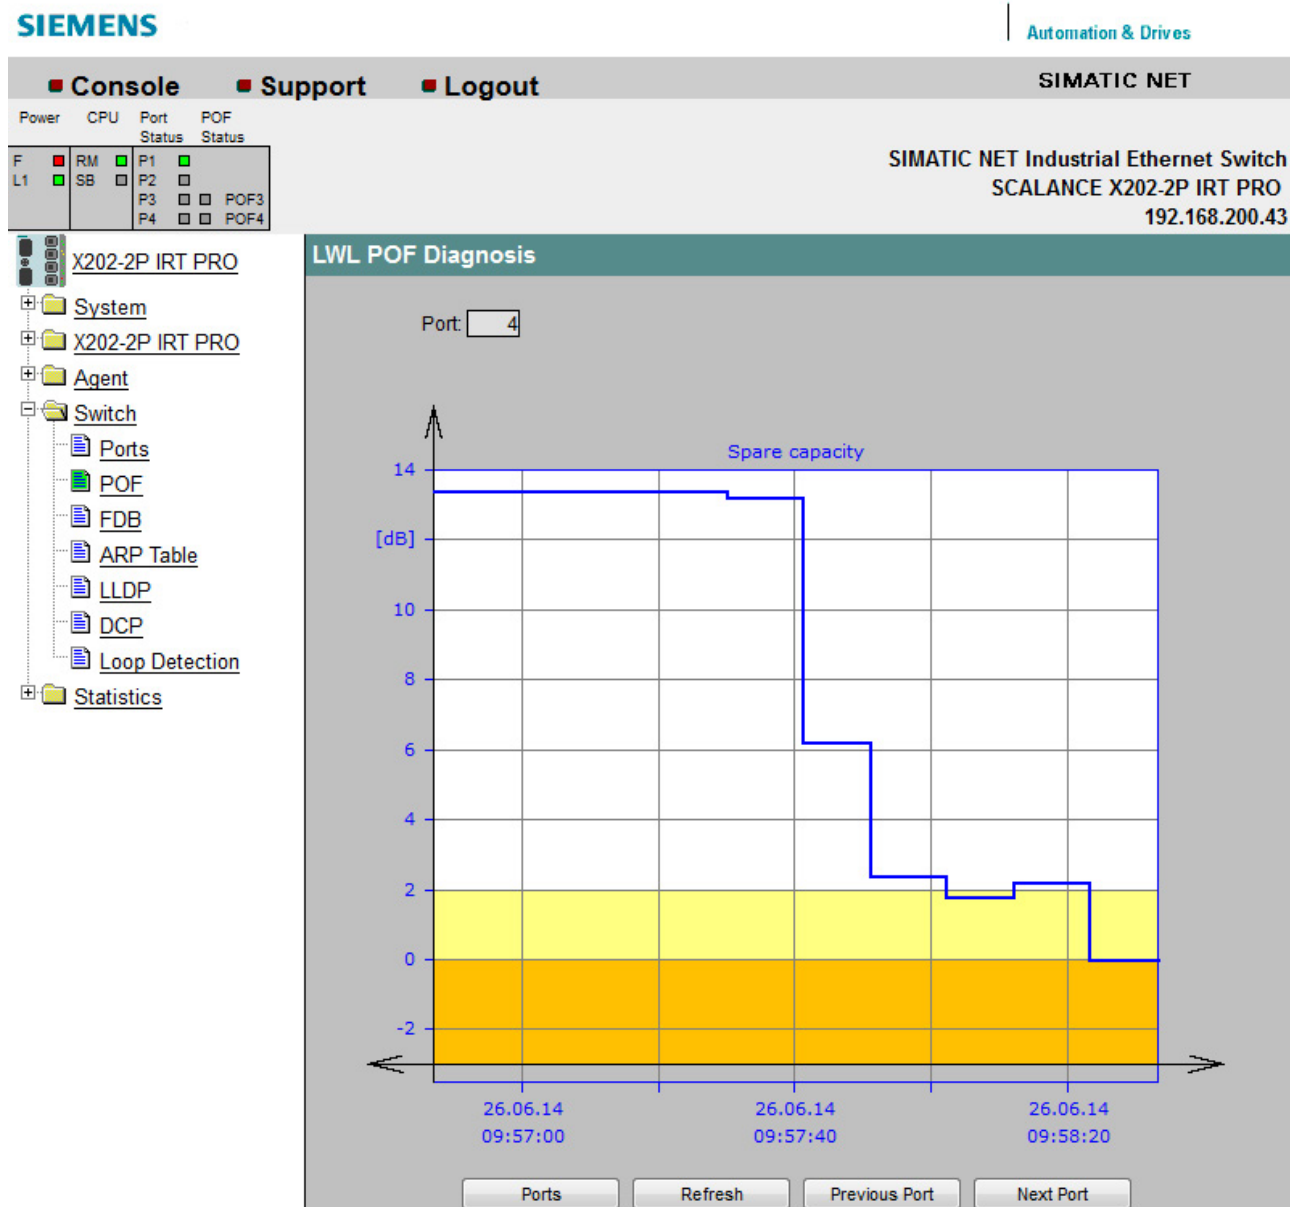 SIEMENS
Automation & Drives
Console Support Logout
SIMATIC NET
Power CPU Port Status POF Status
F RM P1
L1 SB P2
P3 POF3
P4 POF4
SIMATIC NET Industrial Ethernet Switch
SCALANCE X202-2P IRT PRO
192.168.200.43
X202-2P IRT PRO
System
X202-2P IRT PRO
Agent
Switch
Ports
POF
FDB
ARP Table
LLDP
DCP
Loop Detection
Statistics
LWL POF Diagnosis
Port: 4
Spare capacity
14
[dB]
10
8
6
4
2
0
-2
26.06.14 26.06.14 26.06.14
09:57:00 09:57:40 09:58:20
Ports Refresh Previous Port Next Port